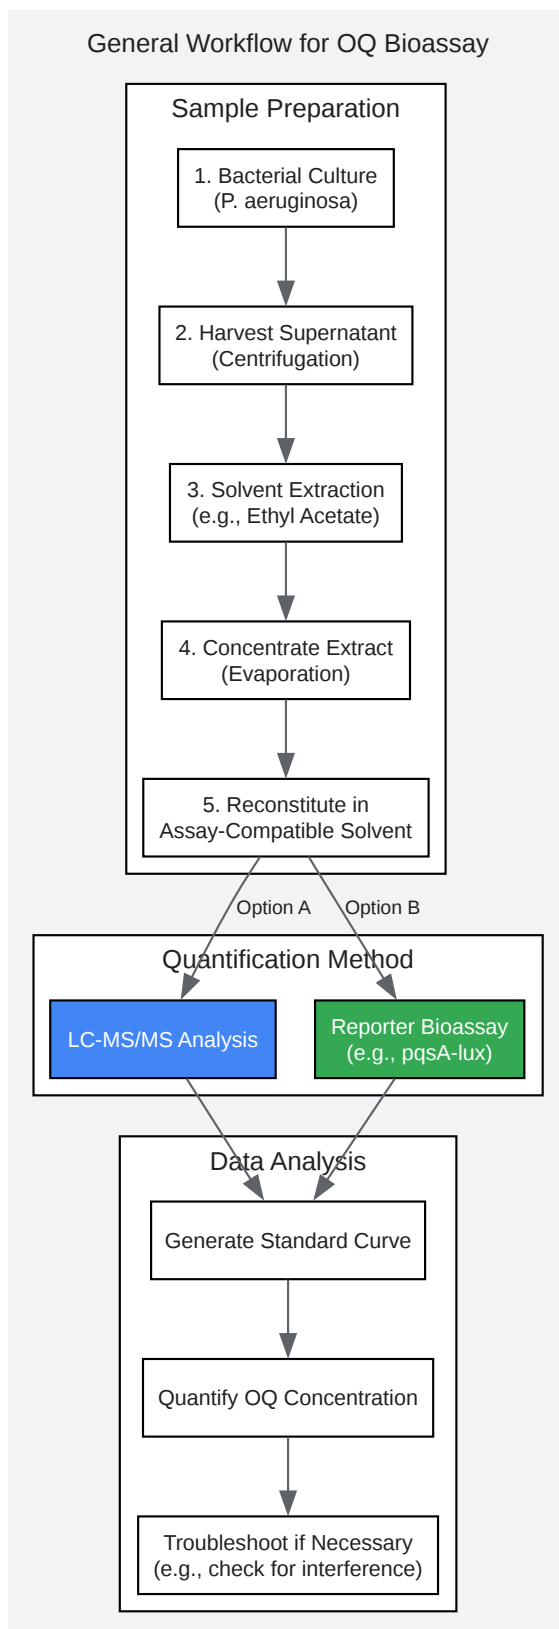 General Workflow for OQ Bioassay
Sample Preparation
1. Bacterial Culture
(P. aeruginosa)
2. Harvest Supernatant
(Centrifugation)
3. Solvent Extraction
(e.g., Ethyl Acetate)
4. Concentrate Extract
(Evaporation)
5. Reconstitute in
Assay-Compatible Solvent
Option A
Option B
Quantification Method
LC-MS/MS Analysis
Reporter Bioassay
(e.g., pqsA-lux)
Data Analysis
Generate Standard Curve
Quantify OQ Concentration
Troubleshoot if Necessary
(e.g., check for interference)